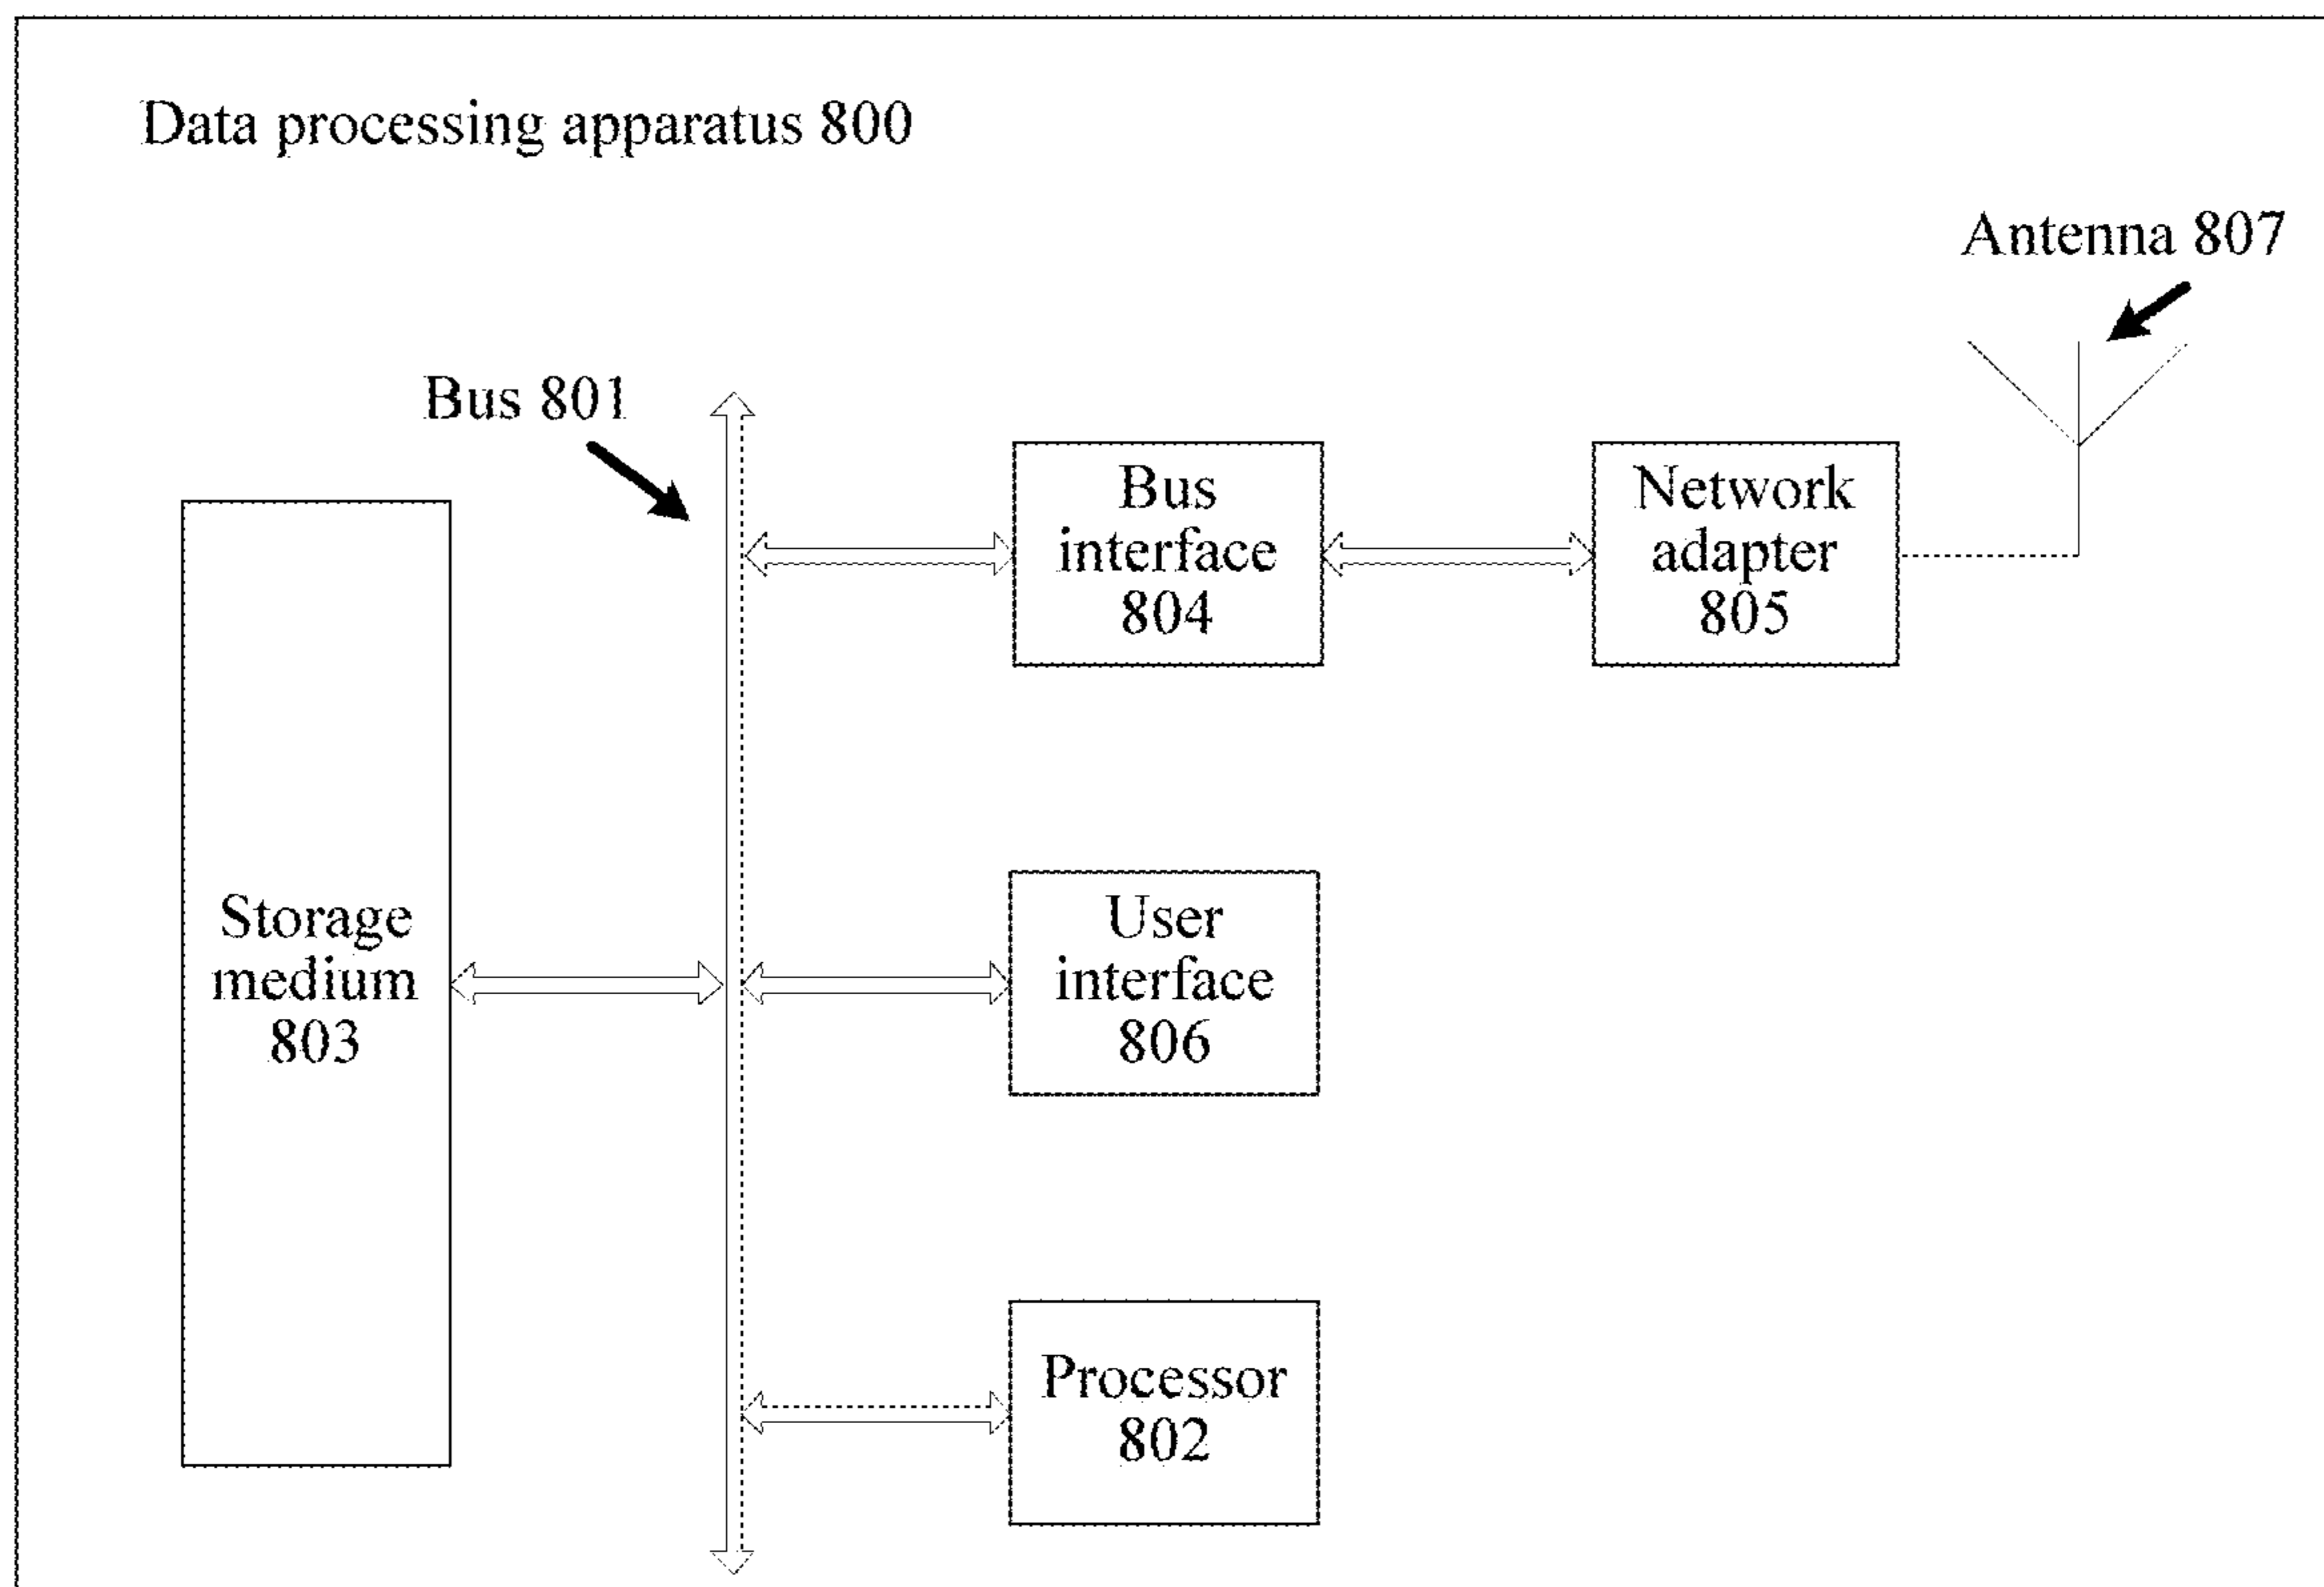 Data processing apparatus 800
Antenna 807
Bus 801
Bus
interface
804
Network
adapter
805
Storage
medium
803
User
interface
806
Processor
802